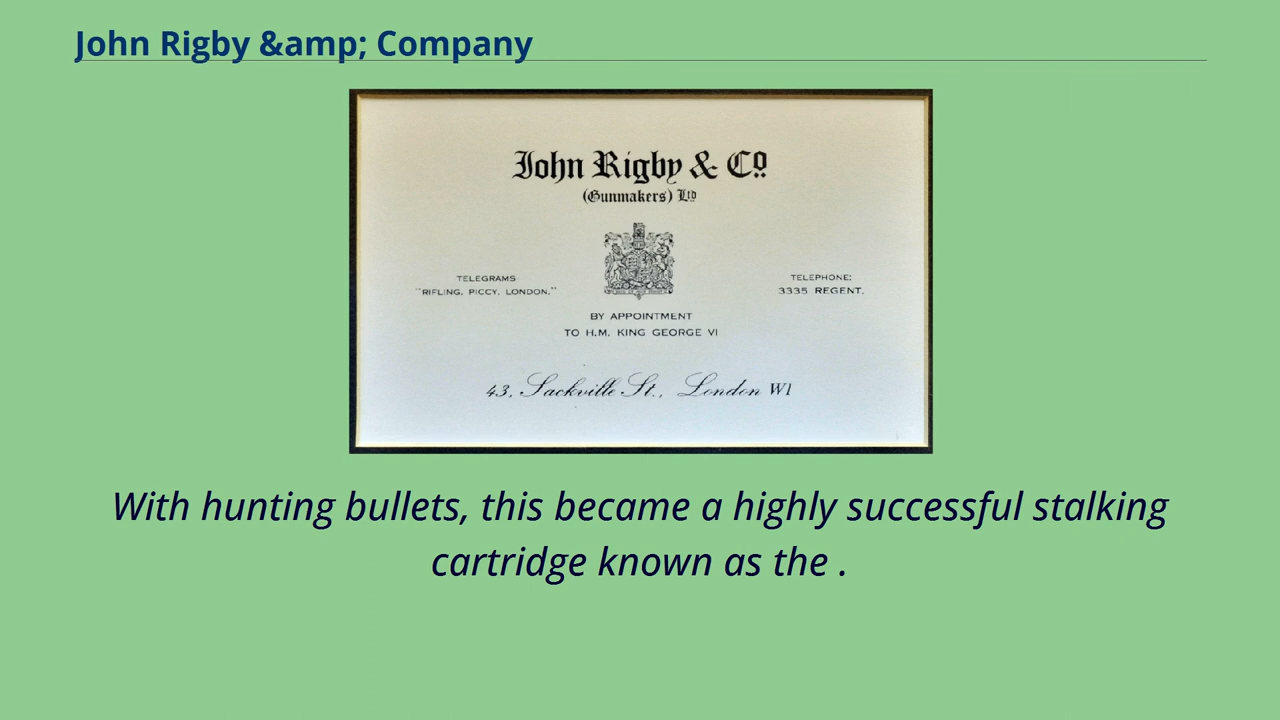 John Rigby &amp; Company
John Rigby & Co.
(Gunmakers) Ltd
TELEGRAMS
"RIFLING, PICCY, LONDON,"
TELEPHONE:
3335 REGENT.
BY APPOINTMENT
TO H.M. KING GEORGE VI
43, Sackville St., London W1
With hunting bullets, this became a highly successful stalking
cartridge known as the .